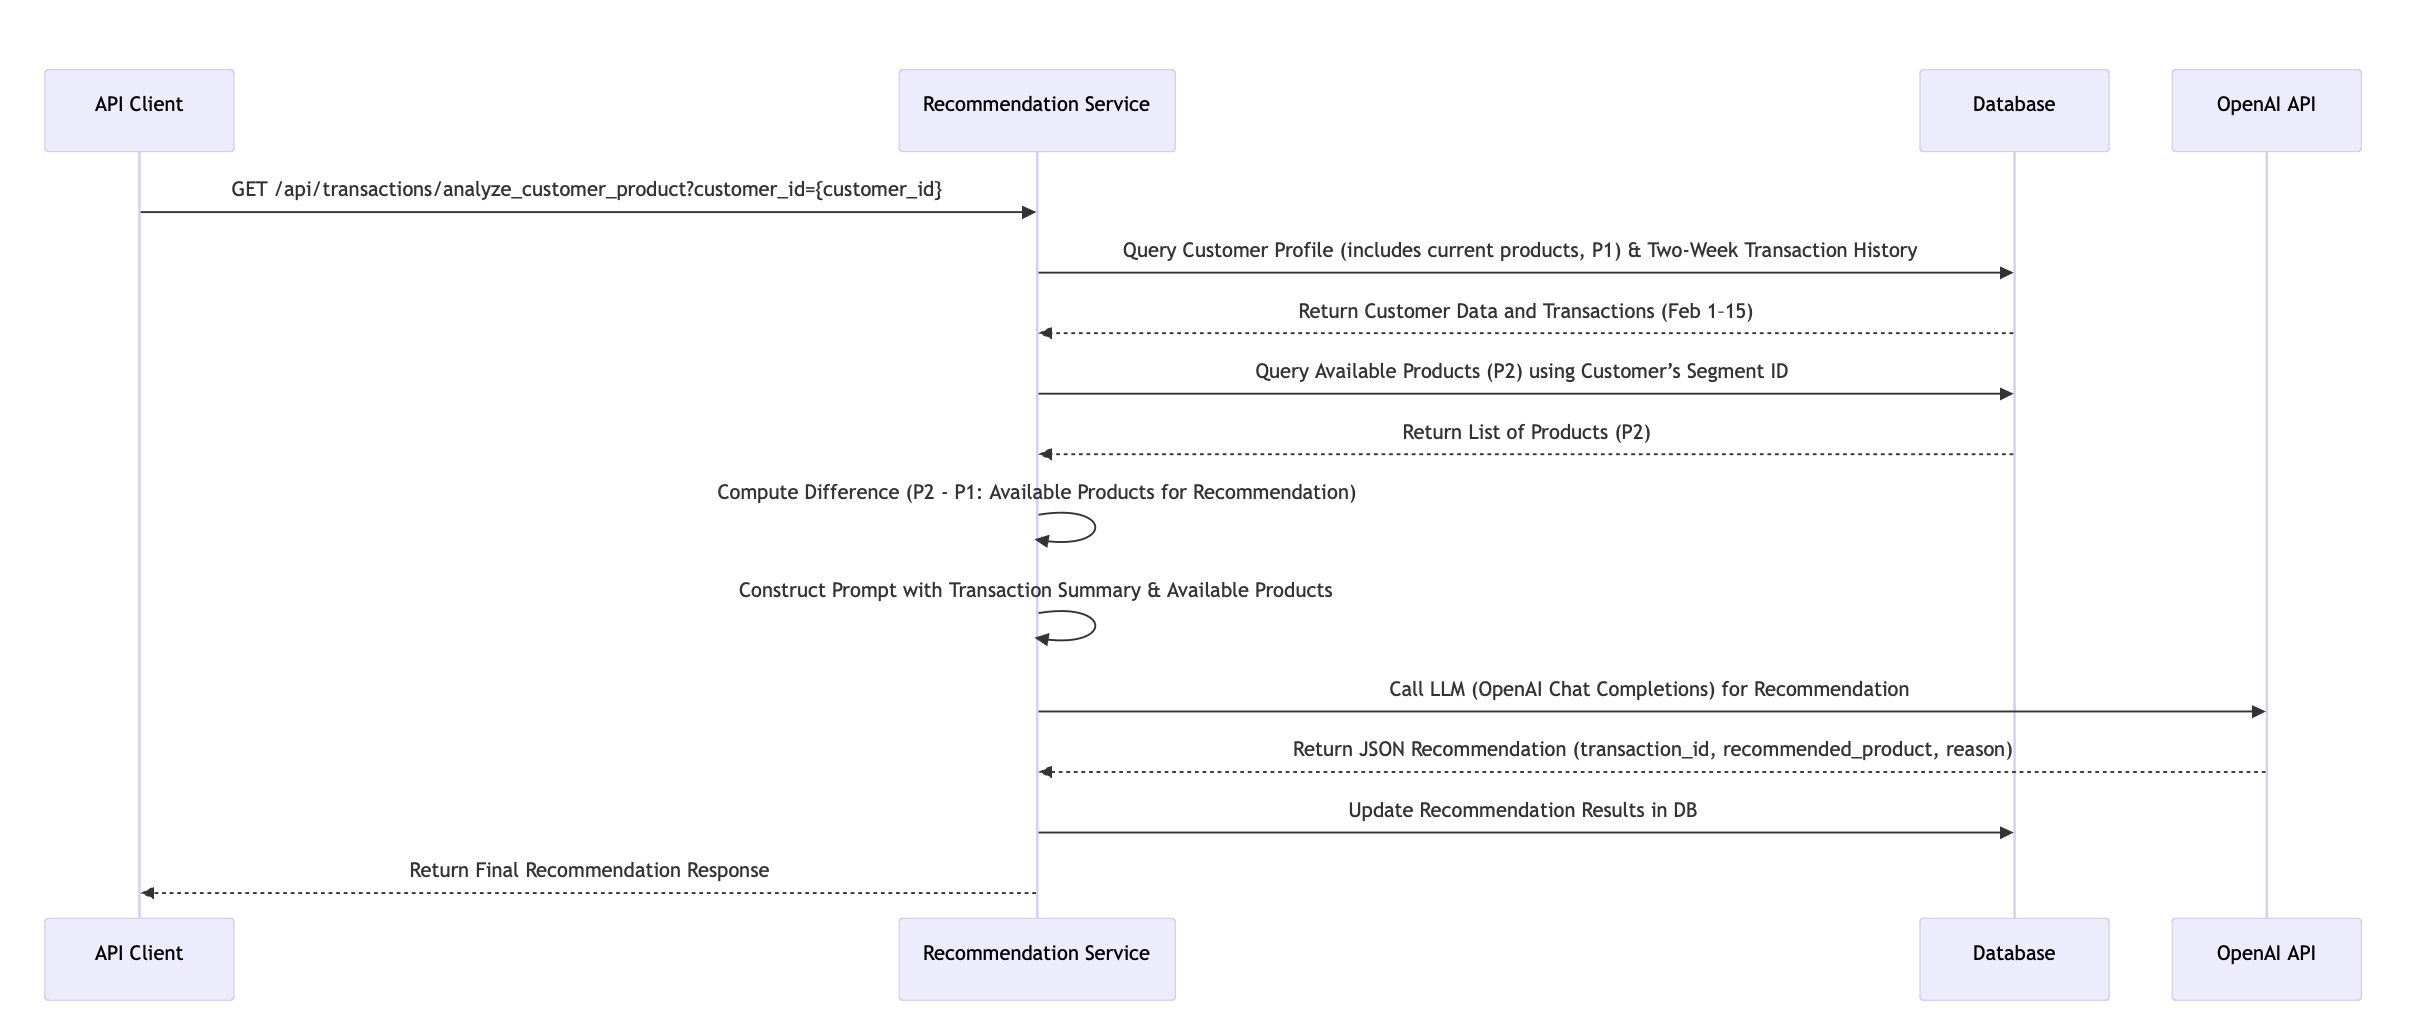 API Client
Recommendation Service
Database
OpenAI API
GET /api/transactions/analyze_customer_product?customer_id={customer_id}
Query Customer Profile (includes current products, P1) & Two-Week Transaction History
Return Customer Data and Transactions (Feb 1–15)
Query Available Products (P2) using Customer’s Segment ID
Return List of Products (P2)
Compute Difference (P2 - P1: Available Products for Recommendation)
Construct Prompt with Transaction Summary & Available Products
Call LLM (OpenAI Chat Completions) for Recommendation
Return JSON Recommendation (transaction_id, recommended_product, reason)
Update Recommendation Results in DB
Return Final Recommendation Response
API Client
Recommendation Service
Database
OpenAI API